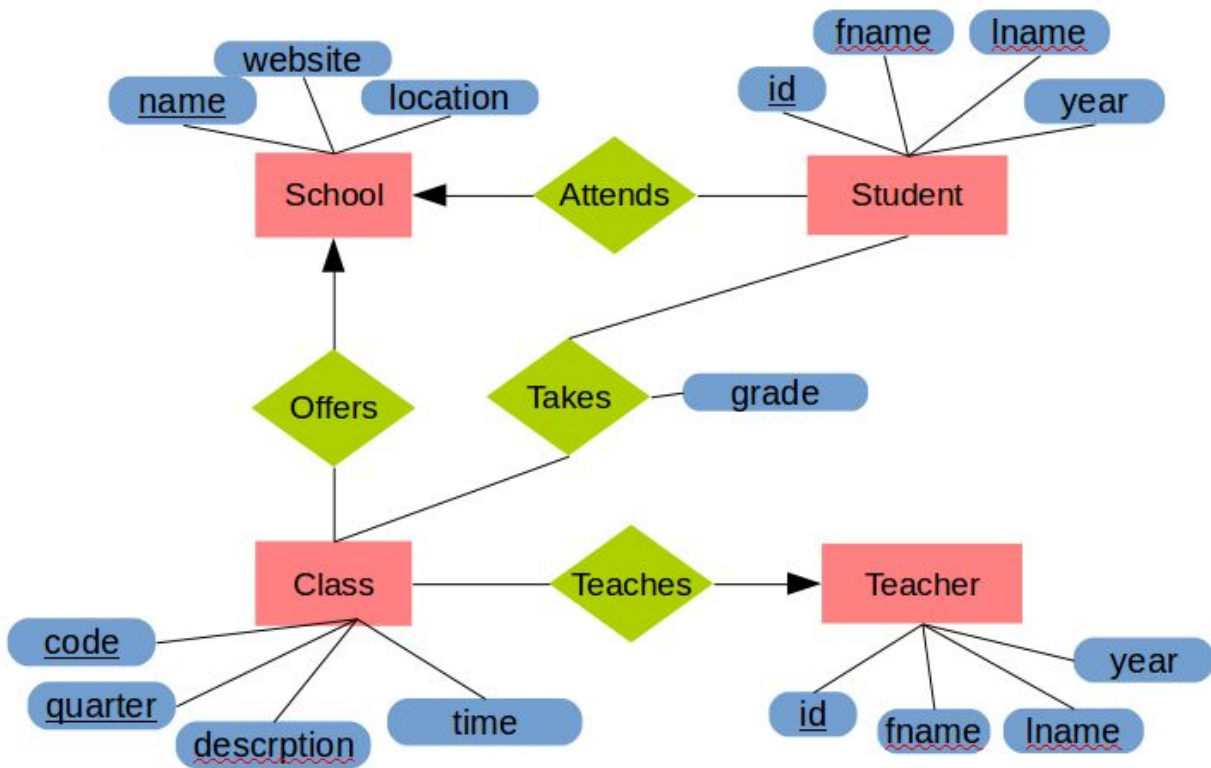 fname
lname
website
name
location
id
year
School
Attends
Student
Offers
Takes
grade
Class
Teaches
Teacher
code
quarter
descrption
time
year
id
fname
lname